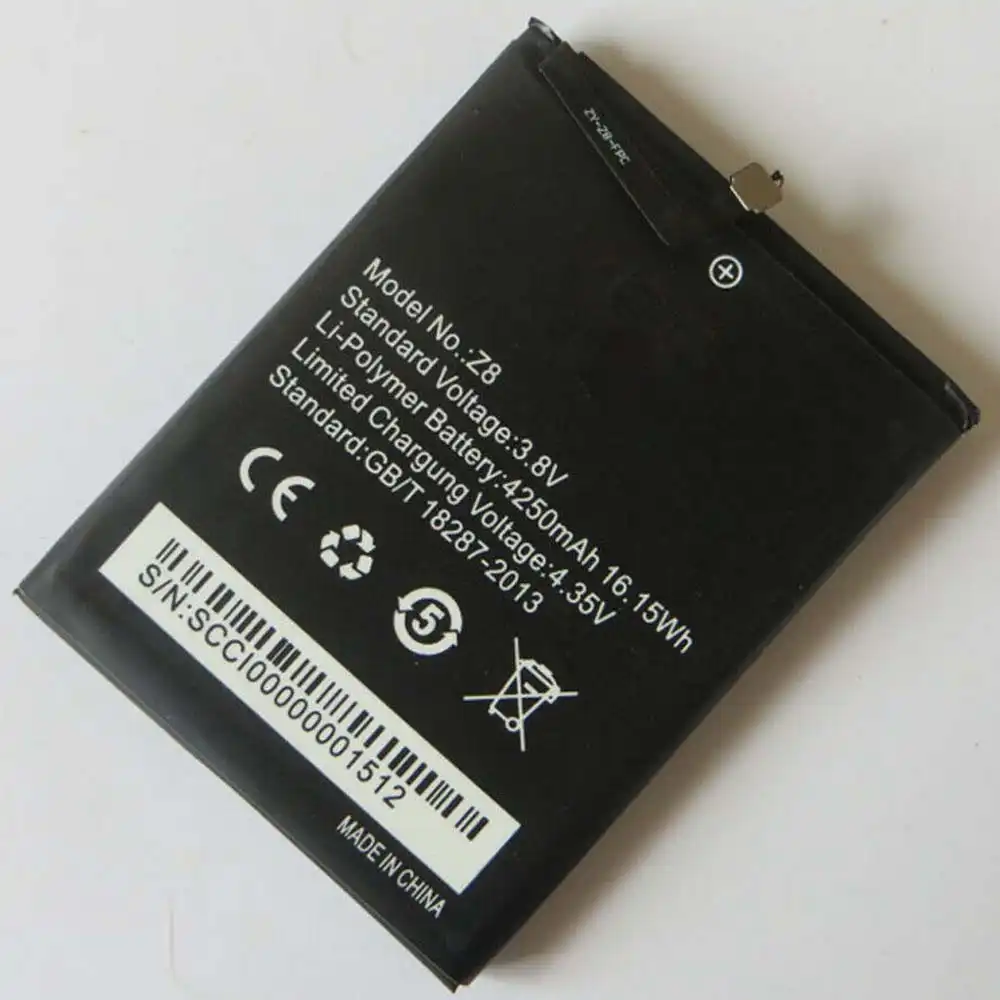 ZY-Z8-FPC
Model No.:Z8
Standard Voltage:3.8V
Li-Polymer Battery:4250mAh 16.15Wh
Limited Chargung Voltage:4.35V
Standard:GB/T 18287-2013
CE
5
S/N:SCCI00000001512
MADE IN CHINA